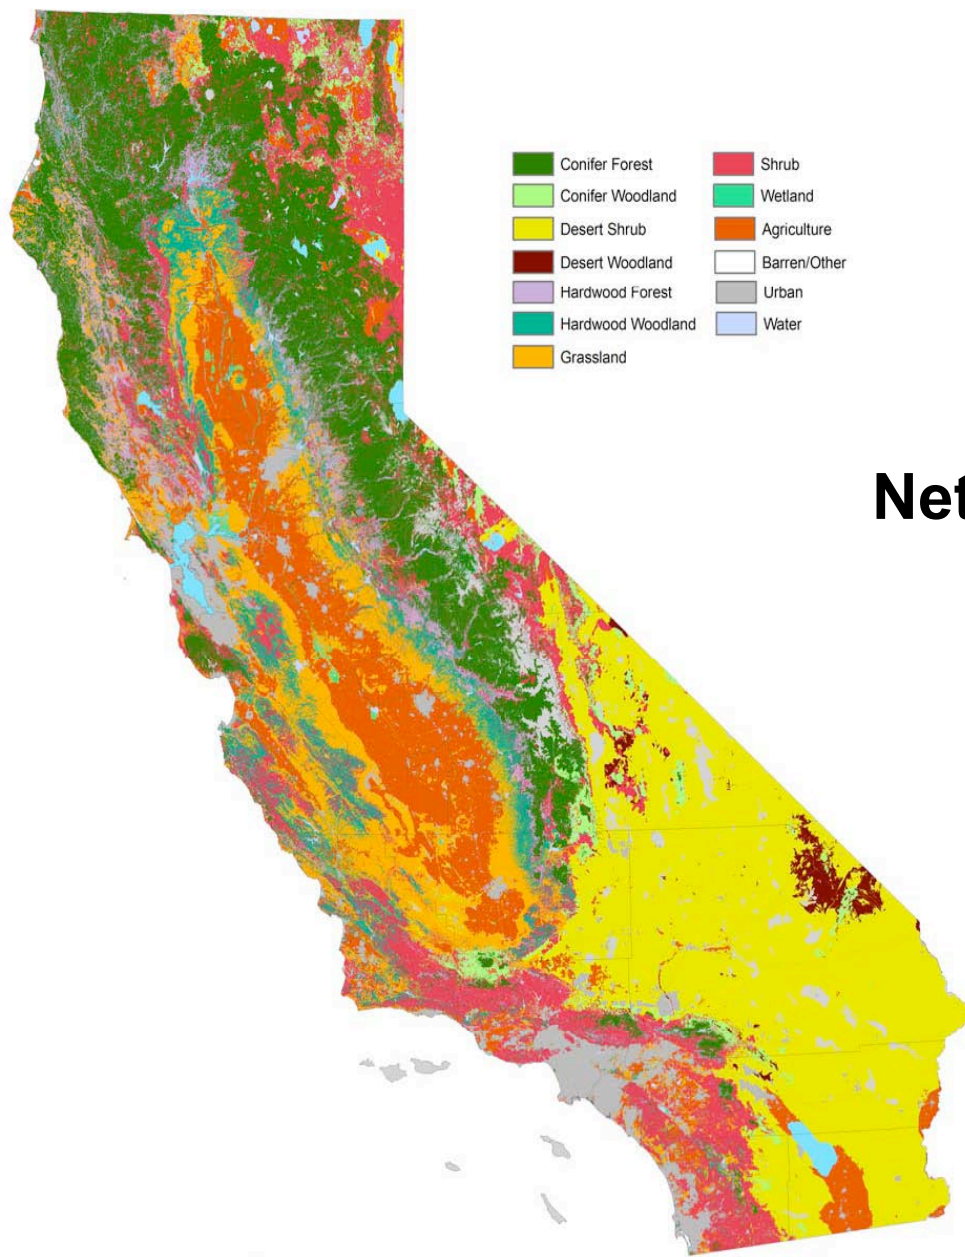 Conifer Forest
Conifer Woodland
Desert Shrub
Desert Woodland
Hardwood Forest
Hardwood Woodland
Grassland
Shrub
Wetland
Agriculture
Barren/Other
Urban
Water
Net